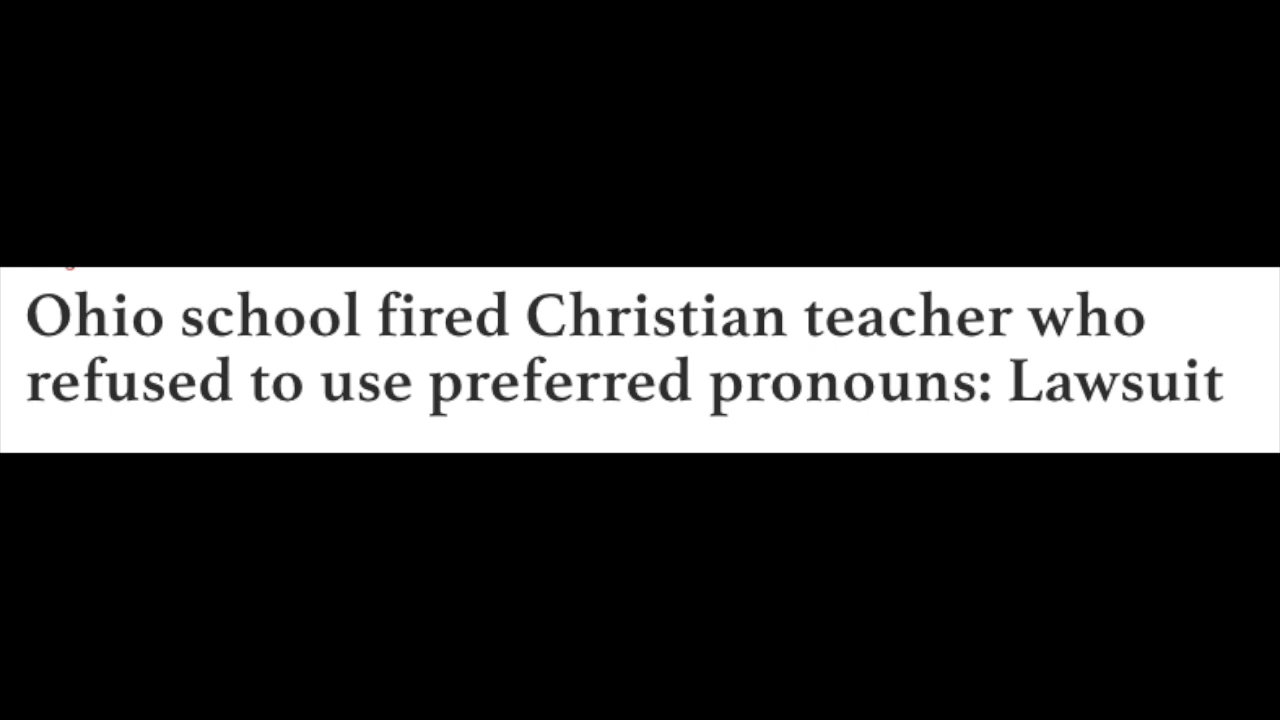 Ohio school fired Christian teacher who
refused to use preferred pronouns: Lawsuit